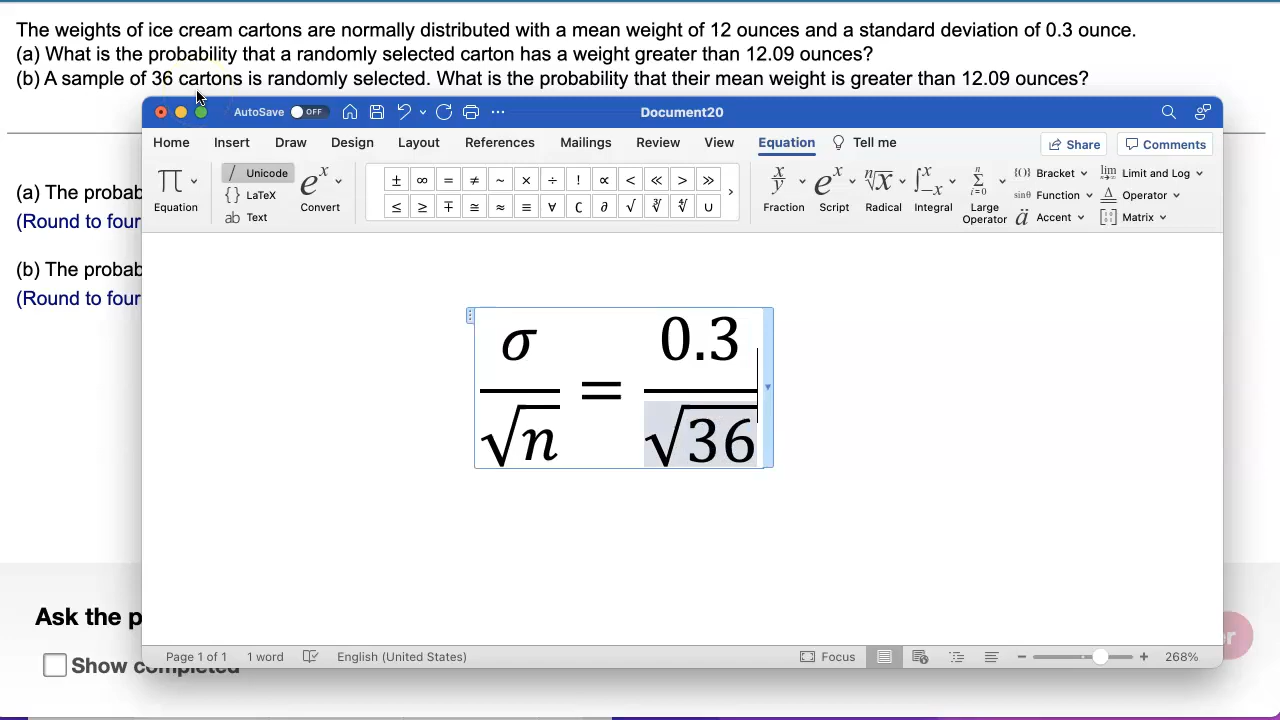 The weights of ice cream cartons are normally distributed with a mean weight of 12 ounces and a standard deviation of 0.3 ounce.
(a) What is the probability that a randomly selected carton has a weight greater than 12.09 ounces?
(b) A sample of 36 cartons is randomly selected. What is the probability that their mean weight is greater than 12.09 ounces?
AutoSave OFF ··· Document20
Home Insert Draw Design Layout References Mailings Review View Equation Tell me Share Comments
π Equation
/ Unicode
{} LaTeX
ab Text
eˣ Convert
± ∞ = ≠ ~ × ÷ ! ∝ < ≪ > ≫
≤ ≥ ∓ ≅ ≈ ≡ ∀ ∁ ∂ √ ∛ ∜ ∪
x/y Fraction eˣ Script ⁿ√x Radical Integral Large Operator
{()} Bracket lim n→∞ Limit and Log
sinθ Function Δ Operator
ä Accent Matrix
(a) The probab
(Round to four
(b) The probab
(Round to four
σ/√n = 0.3/√36
Ask the p
Show c
Page 1 of 1 1 word English (United States) Focus − + 268%